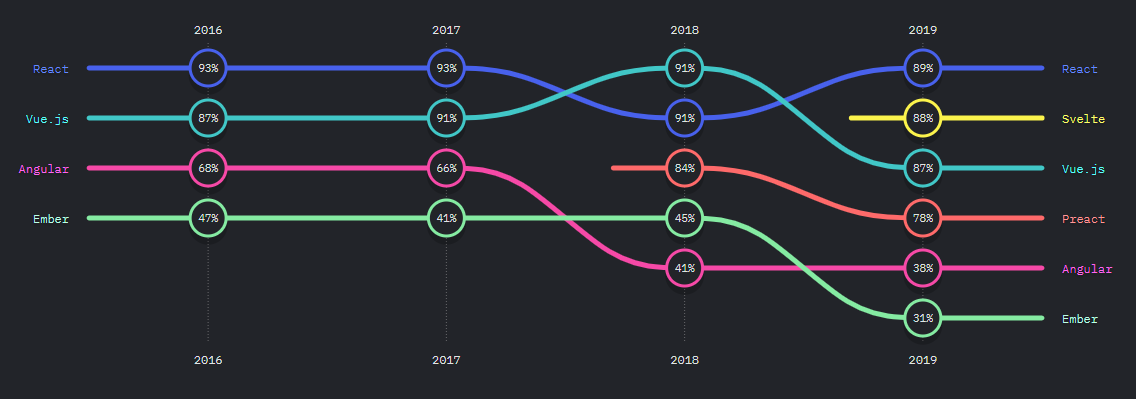 2016 2017 2018 2019
React 93% 93% 91% 89% React
Vue.js 87% 91% 91% 88% Svelte
Angular 68% 66% 84% 87% Vue.js
Ember 47% 41% 45% 78% Preact
41% 38% Angular
31% Ember
2016 2017 2018 2019